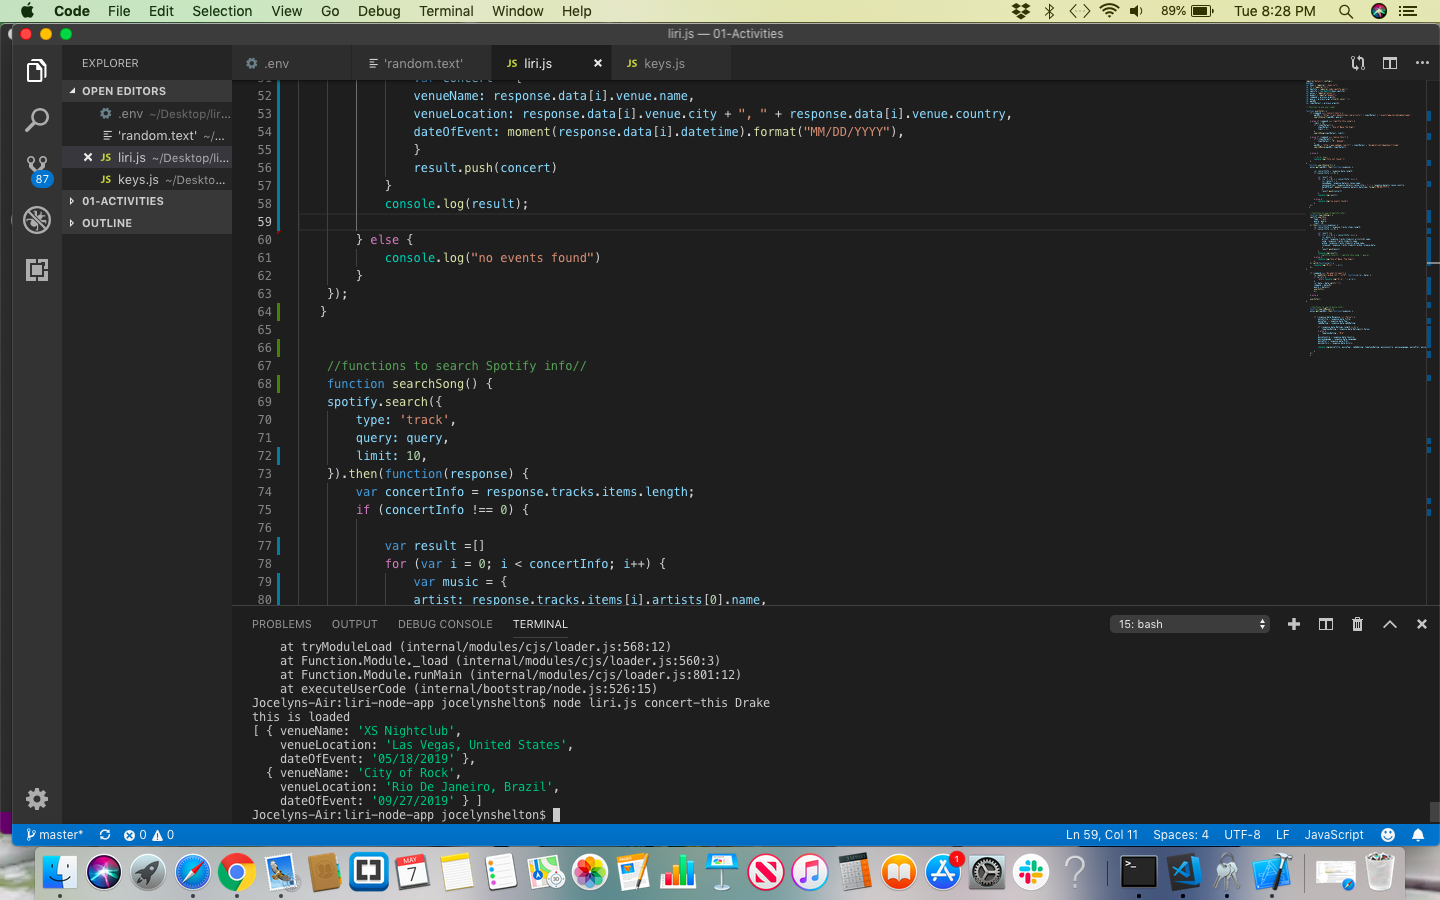 Code File Edit Selection View Go Debug Terminal Window Help 89% Tue 8:28 PM
liri.js — 01-Activities
EXPLORER
.env 'random.text' JS liri.js JS keys.js
OPEN EDITORS
.env ~/Desktop/lir...
'random.text' ~/...
JS liri.js ~/Desktop/li...
JS keys.js ~/Deskto...
01-ACTIVITIES
OUTLINE
87
52 venueName: response.data[i].venue.name,
53 venueLocation: response.data[i].venue.city + ", " + response.data[i].venue.country,
54 dateOfEvent: moment(response.data[i].datetime).format("MM/DD/YYYY"),
55 }
56 result.push(concert)
57 }
58 console.log(result);
59
60 } else {
61 console.log("no events found")
62 }
63 });
64 }
65
66
67 //functions to search Spotify info//
68 function searchSong() {
69 spotify.search({
70 type: 'track',
71 query: query,
72 limit: 10,
73 }).then(function(response) {
74 var concertInfo = response.tracks.items.length;
75 if (concertInfo !== 0) {
76
77 var result =[]
78 for (var i = 0; i < concertInfo; i++) {
79 var music = {
80 artist: response.tracks.items[i].artists[0].name,
PROBLEMS OUTPUT DEBUG CONSOLE TERMINAL 15: bash
at tryModuleLoad (internal/modules/cjs/loader.js:568:12)
at Function.Module._load (internal/modules/cjs/loader.js:560:3)
at Function.Module.runMain (internal/modules/cjs/loader.js:801:12)
at executeUserCode (internal/bootstrap/node.js:526:15)
Jocelyns-Air:liri-node-app jocelynshelton$ node liri.js concert-this Drake
this is loaded
[ { venueName: 'XS Nightclub',
venueLocation: 'Las Vegas, United States',
dateOfEvent: '05/18/2019' },
{ venueName: 'City of Rock',
venueLocation: 'Rio De Janeiro, Brazil',
dateOfEvent: '09/27/2019' } ]
Jocelyns-Air:liri-node-app jocelynshelton$
master* 0 0 Ln 59, Col 11 Spaces: 4 UTF-8 LF JavaScript
MAY
7
1